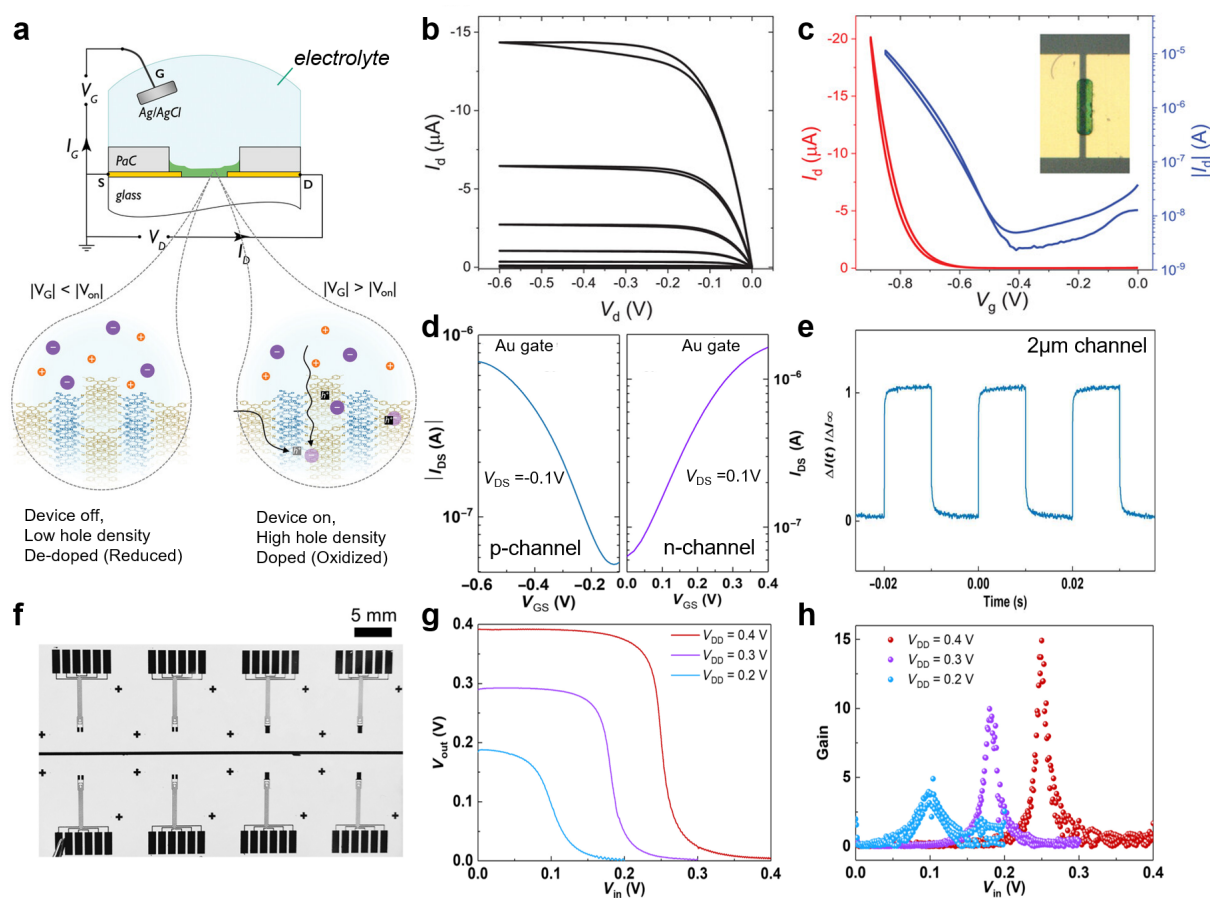 a
electrolyte
G
V_G
Ag/AgCl
I_G
PaC
S
D
glass
V_D
I_D
|V_G| < |V_on|
|V_G| > |V_on|
−
+
h⁺
Device off,
Low hole density
De-doped (Reduced)
Device on,
High hole density
Doped (Oxidized)
b
-15
-10
-5
0
I_d (μA)
-0.6 -0.5 -0.4 -0.3 -0.2 -0.1 0.0
V_d (V)
c
-20
-15
-10
-5
0
I_d (μA)
10⁻⁵
10⁻⁶
10⁻⁷
10⁻⁸
10⁻⁹
|I_d| (A)
-0.8 -0.6 -0.4 -0.2 0.0
V_g (V)
d
10⁻⁶
10⁻⁷
|I_DS (A)|
Au gate
V_DS =-0.1V
p-channel
−0.6 −0.4 −0.2
V_GS (V)
Au gate
V_DS =0.1V
n-channel
10⁻⁶
10⁻⁷
I_DS (A)
0.0 0.1 0.2 0.3 0.4
V_GS (V)
e
2μm channel
1
0
ΔI(t) /ΔI∞
−0.02 0.00 0.02
Time (s)
f
5 mm
g
0.4
0.3
0.2
0.1
0.0
V_out (V)
V_DD = 0.4 V
V_DD = 0.3 V
V_DD = 0.2 V
0.0 0.1 0.2 0.3 0.4
V_in (V)
h
15
10
5
0
Gain
V_DD = 0.4 V
V_DD = 0.3 V
V_DD = 0.2 V
0.0 0.1 0.2 0.3 0.4
V_in (V)